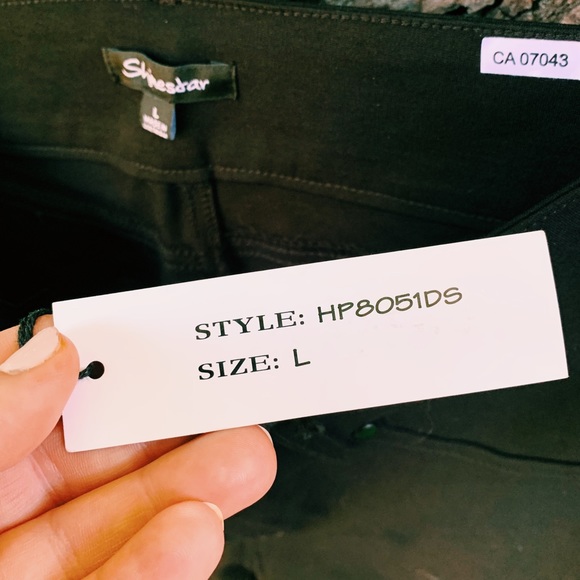 Shinestar
L
CA 07043
STYLE: HP8051DS
SIZE: L